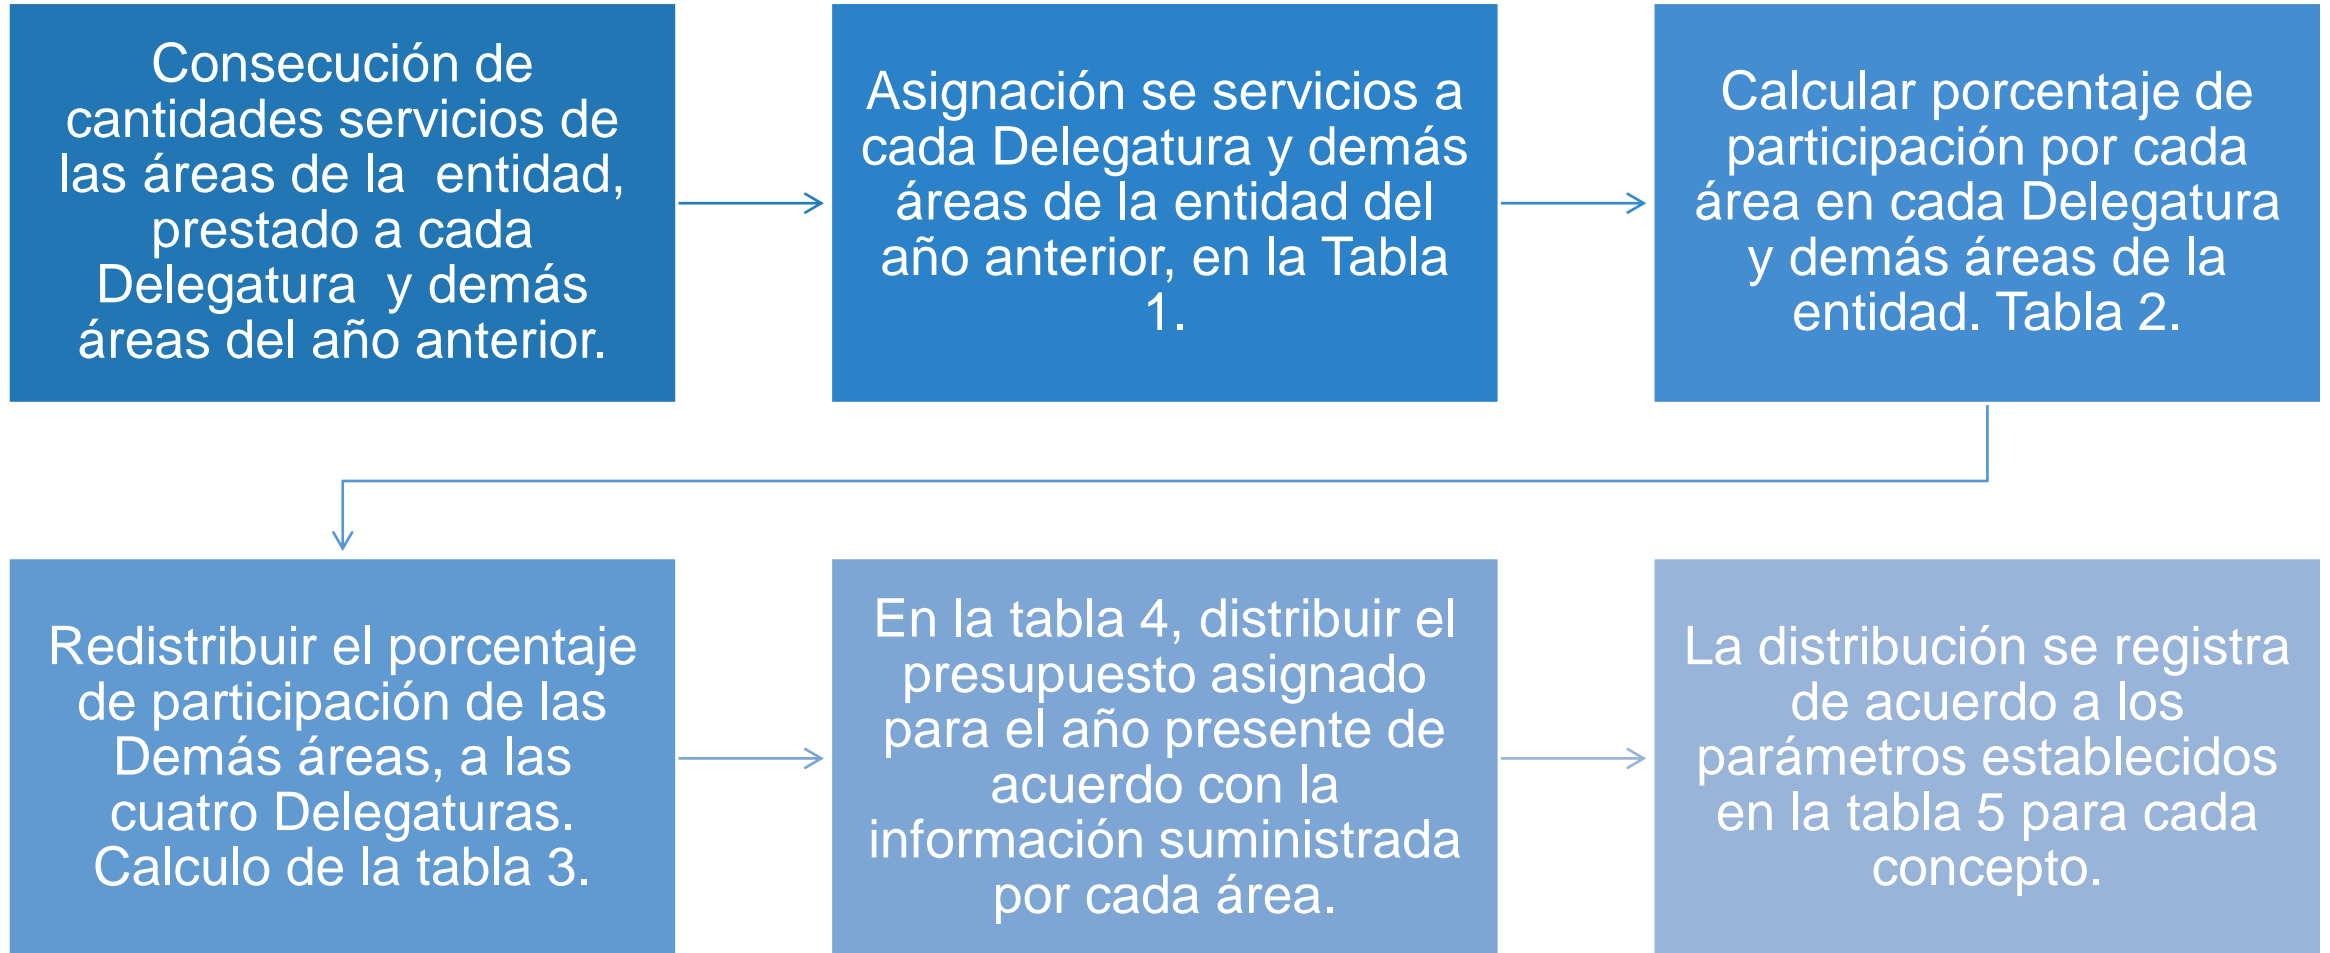 Consecución de
cantidades servicios de
las áreas de la  entidad,
prestado a cada
Delegatura  y demás
áreas del año anterior.
Asignación se servicios a
cada Delegatura y demás
áreas de la entidad del
año anterior, en la Tabla
1.
Calcular porcentaje de
participación por cada
área en cada Delegatura
y demás áreas de la
entidad. Tabla 2.
Redistribuir el porcentaje
de participación de las
Demás áreas, a las
cuatro Delegaturas.
Calculo de la tabla 3.
En la tabla 4, distribuir el
presupuesto asignado
para el año presente de
acuerdo con la
información suministrada
por cada área.
La distribución se registra
de acuerdo a los
parámetros establecidos
en la tabla 5 para cada
concepto.